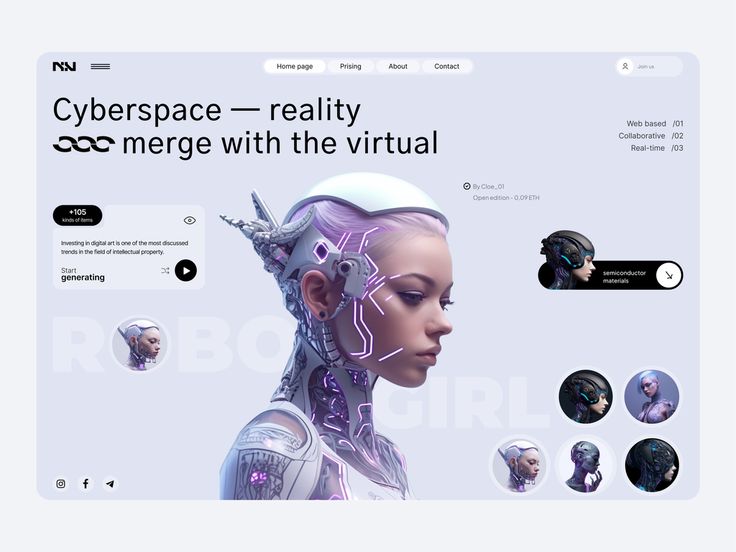 NN
Home page
Prising
About
Contact
Join us
Cyberspace — reality
merge with the virtual
Web based /01
Collaborative /02
Real-time /03
By Cloe_01
Open edition - 0,09 ETH
+105
kinds of items
Investing in digital art is one of the most discussed
trends in the field of intellectual property.
Start
generating
semiconductor
materials
ROBO
GIRL